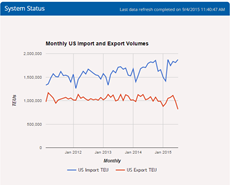 System Status
Last data refresh completed on 9/4/2015 11:40:47 AM
Monthly US Import and Export Volumes
2,000,000
1,500,000
1,000,000
500,000
0
TEUs
Jan 2012
Jan 2013
Jan 2014
Jan 2015
Monthly
US Import TEU
US Export TEU